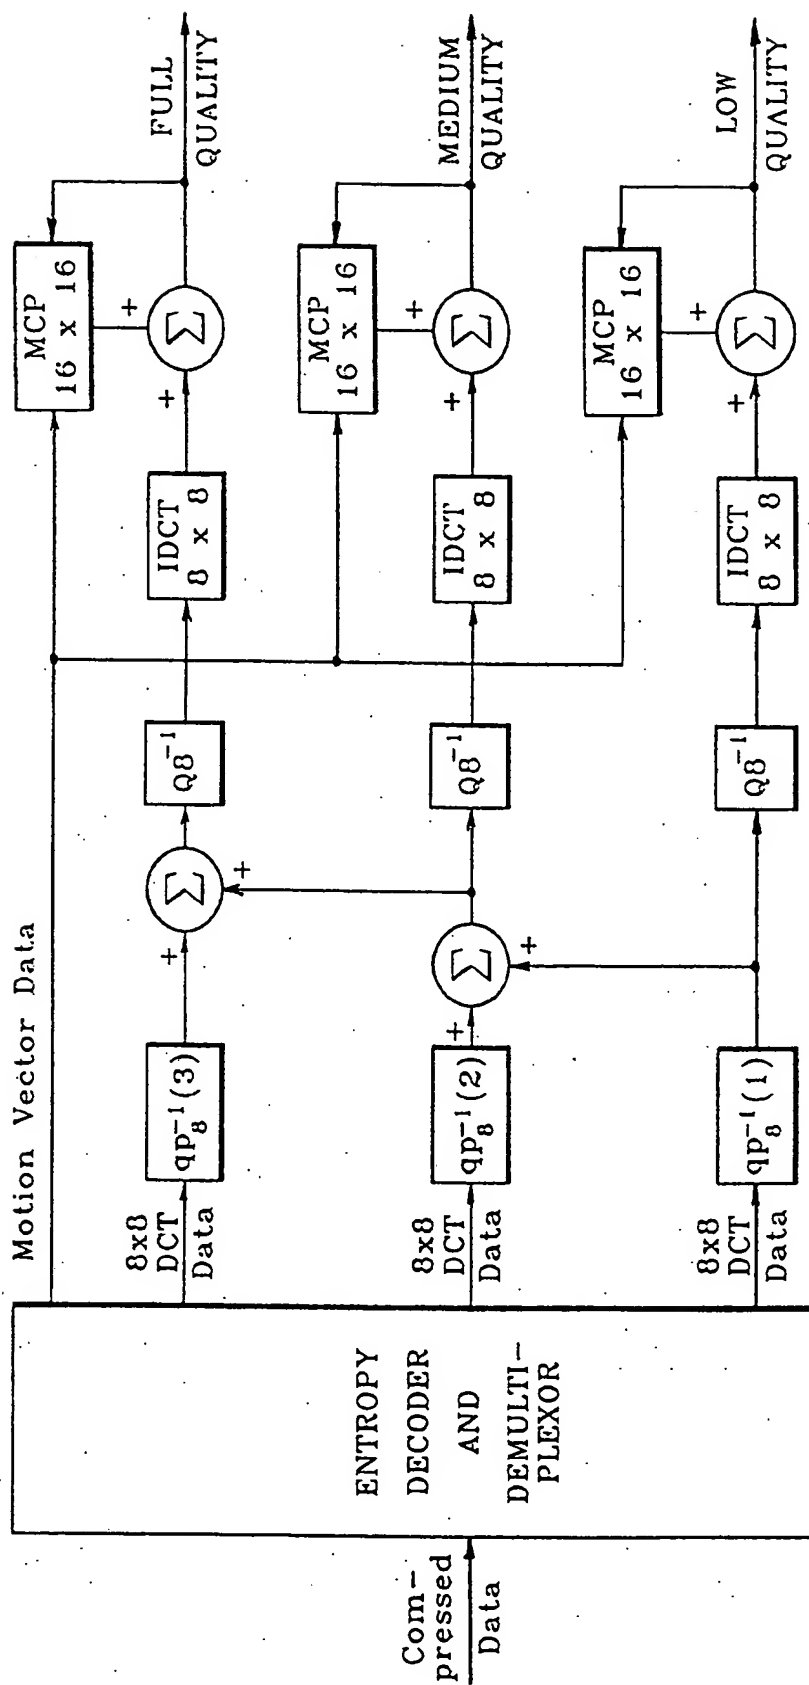 Com-
pressed
Data
ENTROPY
DECODER
AND
DEMULTI-
PLEXOR
Motion Vector Data
8x8
DCT
Data
qp₈⁻¹(3)
+
Σ
+
Q8⁻¹
IDCT
8 x 8
+
Σ
+
MCP
16 x 16
FULL
QUALITY
8x8
DCT
Data
qp₈⁻¹(2)
+
Σ
+
Q8⁻¹
IDCT
8 x 8
+
Σ
+
MCP
16 x 16
MEDIUM
QUALITY
8x8
DCT
Data
qp₈⁻¹(1)
Q8⁻¹
IDCT
8 x 8
+
Σ
+
MCP
16 x 16
LOW
QUALITY